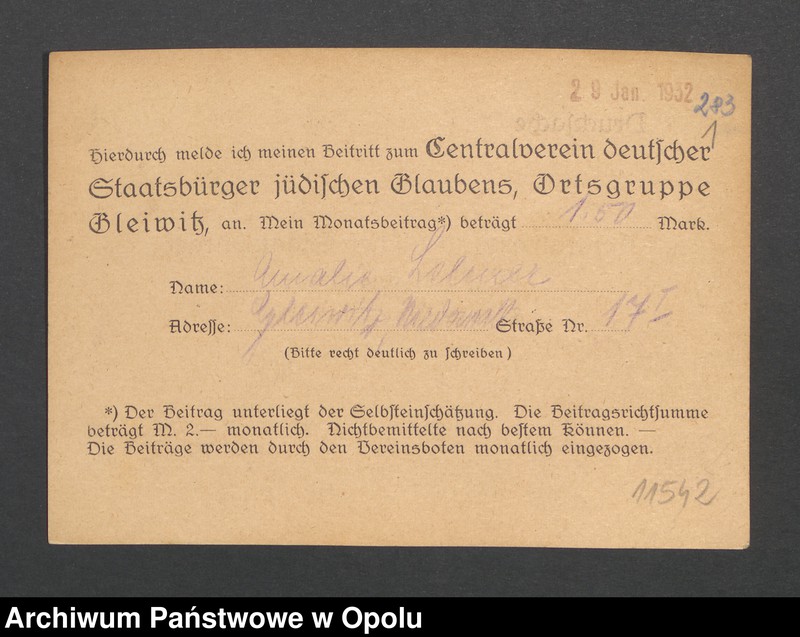 29 Jan. 1932
283
1
Hierdurch melde ich meinen Beitritt zum Centralverein deutscher
Staatsbürger jüdischen Glaubens, Ortsgruppe
Gleiwitz, an. Mein Monatsbeitrag*) beträgt 1.50 Mark.
Name: Amalie
Adresse: Gleiwitz, Straße Nr. 17 I
(Bitte recht deutlich zu schreiben)
*) Der Beitrag unterliegt der Selbsteinschätzung. Die Beitragsrichtsumme
beträgt M. 2.— monatlich. Nichtbemittelte nach bestem Können. —
Die Beiträge werden durch den Vereinsboten monatlich eingezogen.
11542
Archiwum Państwowe w Opolu